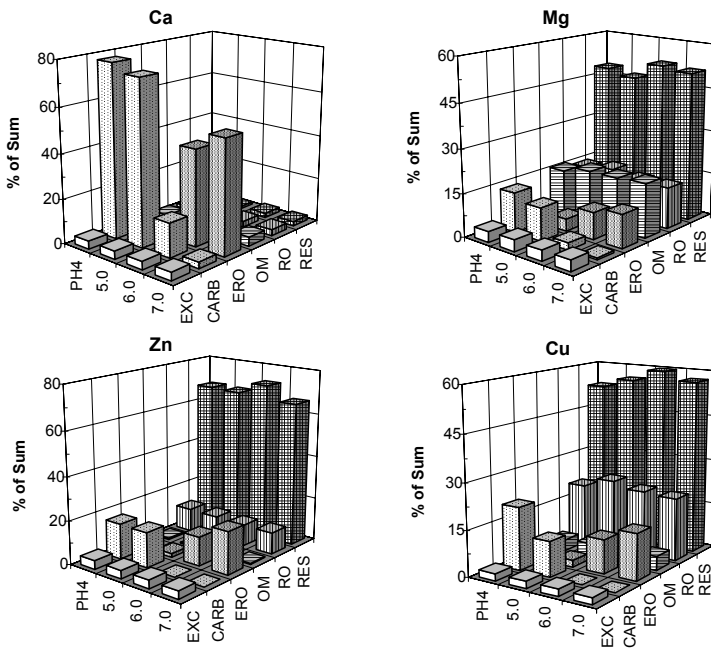 Ca
80
60
40
20
0
% of Sum
PH4
5.0
6.0
7.0
EXC
CARB
ERO
OM
RO
RES
Mg
60
45
30
15
0
% of Sum
PH4
5.0
6.0
7.0
EXC
CARB
ERO
OM
RO
RES
Zn
80
60
40
20
0
% of Sum
PH4
5.0
6.0
7.0
EXC
CARB
ERO
OM
RO
RES
Cu
60
45
30
15
0
% of Sum
PH4
5.0
6.0
7.0
EXC
CARB
ERO
OM
RO
RES